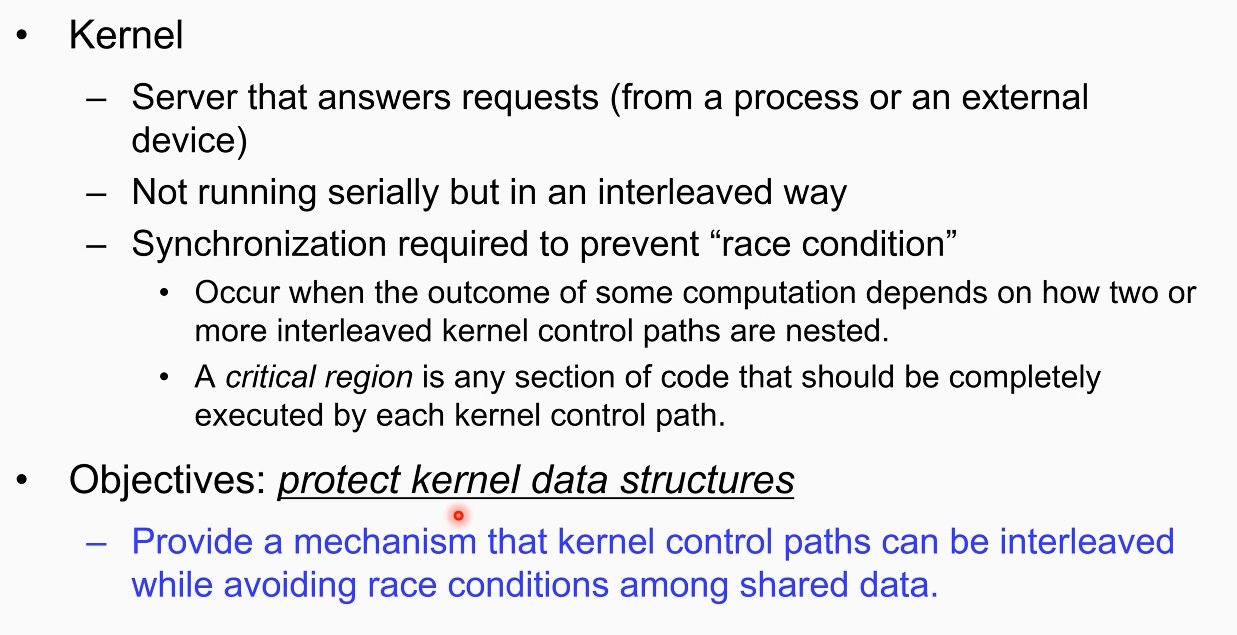 • Kernel
– Server that answers requests (from a process or an external
device)
– Not running serially but in an interleaved way
– Synchronization required to prevent “race condition”
• Occur when the outcome of some computation depends on how two or
more interleaved kernel control paths are nested.
• A critical region is any section of code that should be completely
executed by each kernel control path.
• Objectives: protect kernel data structures
– Provide a mechanism that kernel control paths can be interleaved
while avoiding race conditions among shared data.